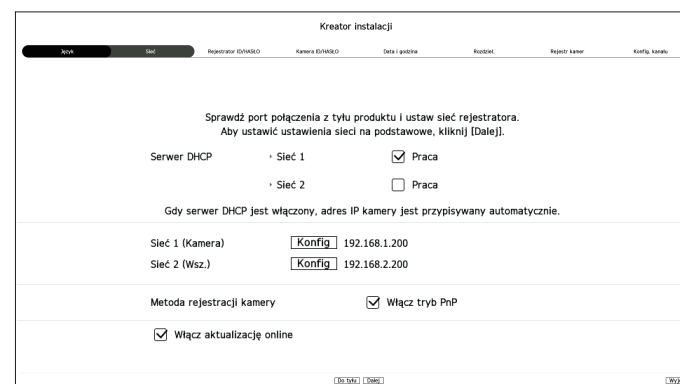 Kreator instalacji
Język Sieć Rejestrator ID/HASŁO Kamera ID/HASŁO Data i godzina Rozdziel. Rejestr kamer Konfig. kanału
Sprawdź port połączenia z tyłu produktu i ustaw sieć rejestratora.
Aby ustawić ustawienia sieci na podstawowe, kliknij [Dalej].
Serwer DHCP Sieć 1 Praca
Sieć 2 Praca
Gdy serwer DHCP jest włączony, adres IP kamery jest przypisywany automatycznie.
Sieć 1 (Kamera) Konfig 192.168.1.200
Sieć 2 (Wsz.) Konfig 192.168.2.200
Metoda rejestracji kamery Włącz tryb PnP
Włącz aktualizację online
Do tyłu Dalej